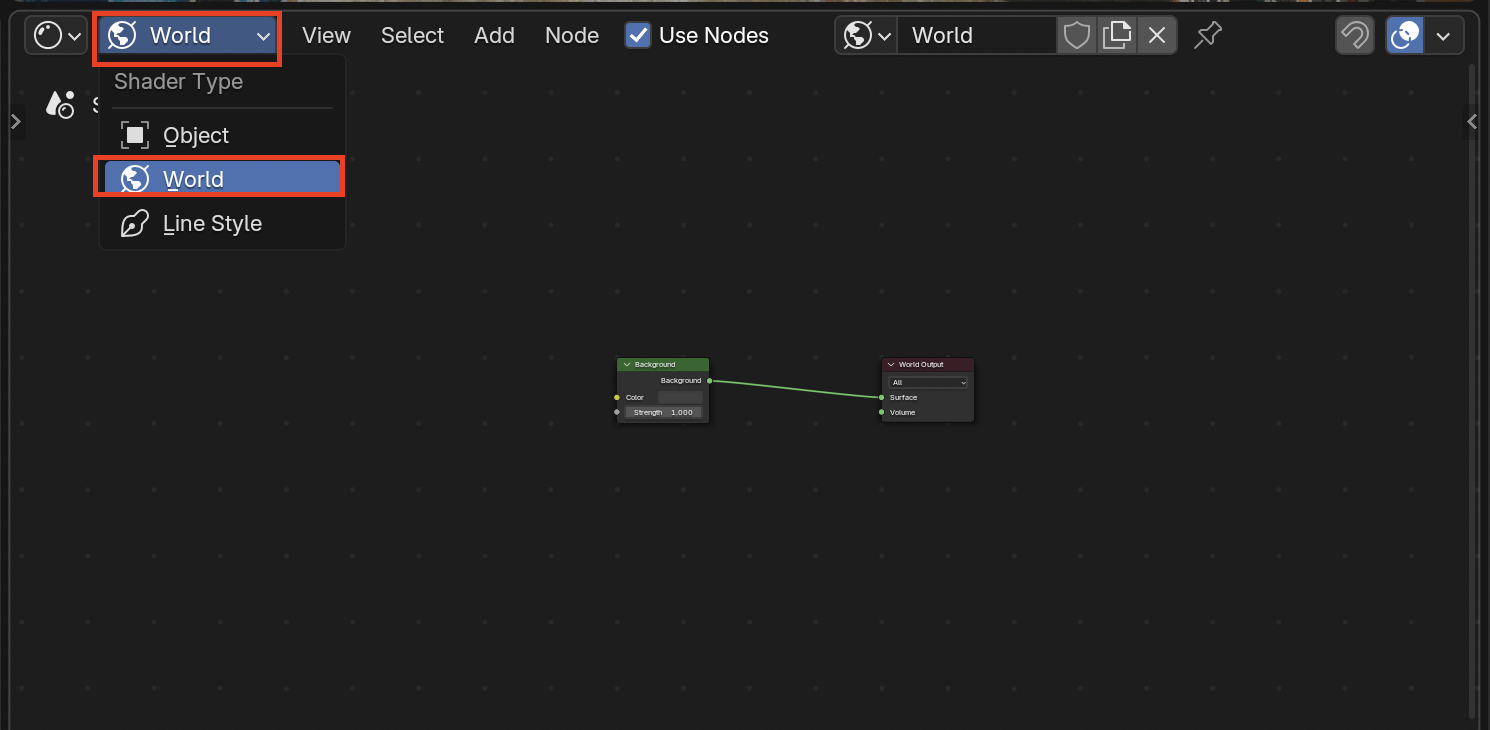 World View Select Add Node Use Nodes World
Shader Type
S
Object
World
Line Style
Background
Background
Color
Strength 1.000
World Output
All
Surface
Volume